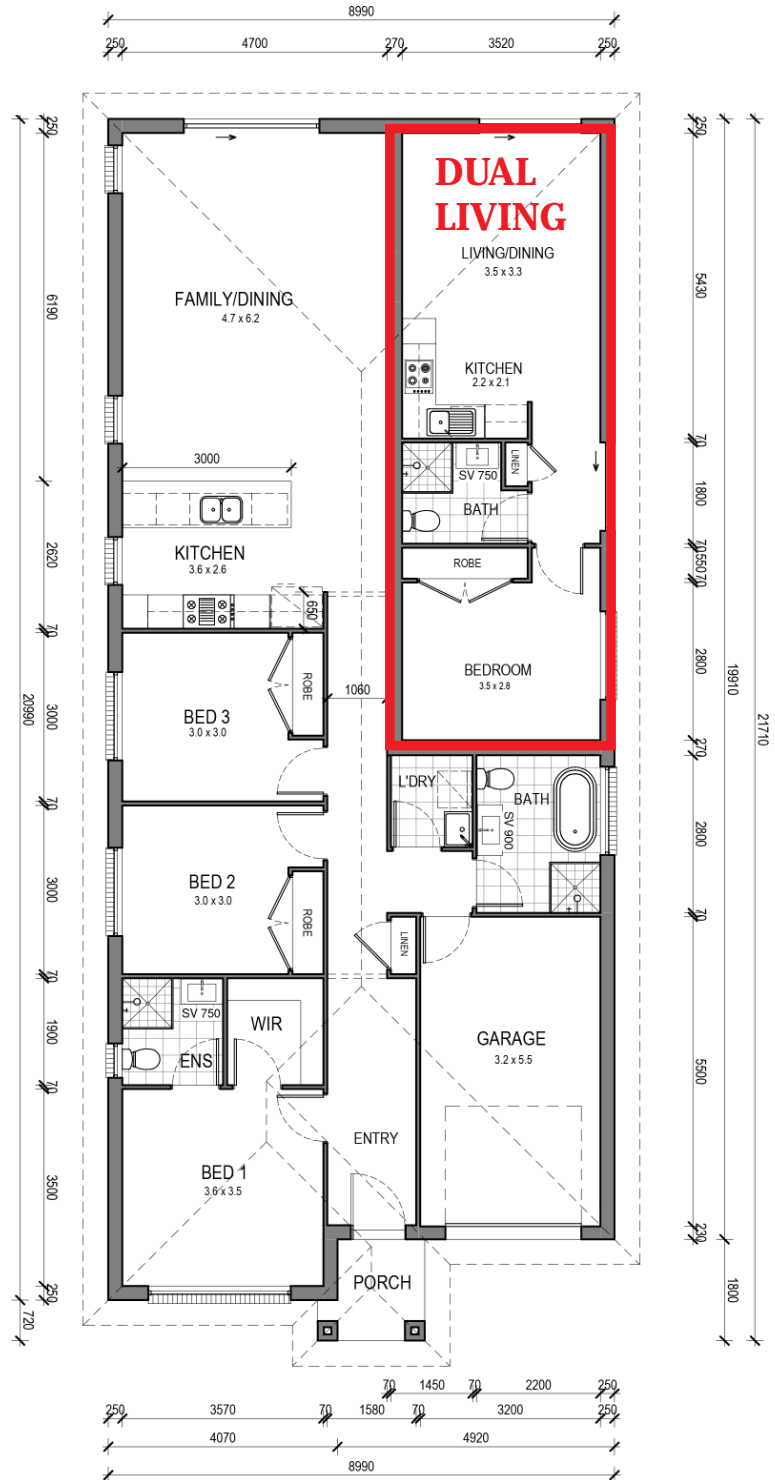 8990
250
4700
270
3520
250
DUAL
LIVING
LIVING/DINING
3.5 x 3.3
FAMILY/DINING
4.7 x 6.2
KITCHEN
2.2 x 2.1
3000
LINEN
SV 750
BATH
KITCHEN
3.6 x 2.6
650
ROBE
BEDROOM
3.5 x 2.8
1060
ROBE
BED 3
3.0 x 3.0
L'DRY
BATH
SV 900
BED 2
3.0 x 3.0
ROBE
LINEN
SV 750
WIR
ENS
GARAGE
3.2 x 5.5
ENTRY
BED 1
3.6 x 3.5
PORCH
250
6190
2620
70
3000
70
3000
70
1900
70
3500
250
20990
720
250
5430
70
1800
70
550
70
2800
270
2800
70
5500
230
19910
1800
21710
70
1450
70
2200
250
250
3570
70
1580
70
3200
250
4070
4920
8990